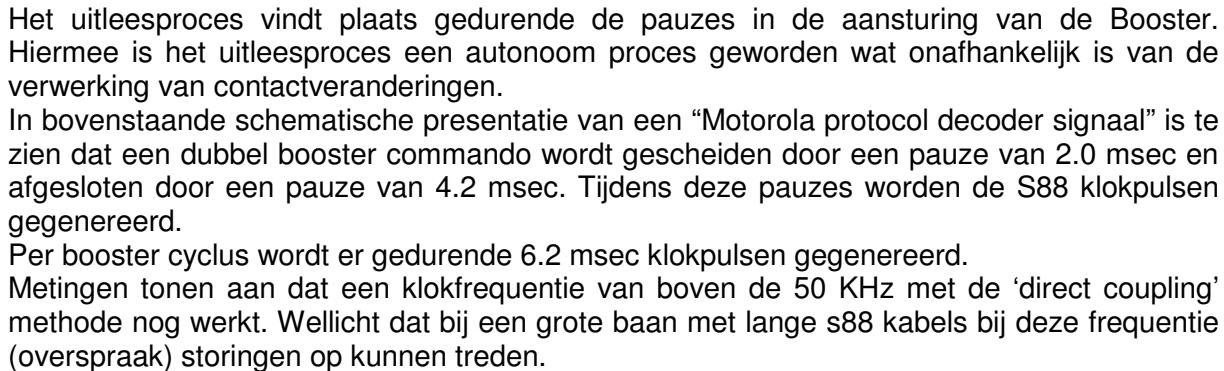 Het uitleesproces vindt plaats gedurende de pauzes in de aansturing van de Booster.
Hiermee is het uitleesproces een autonoom proces geworden wat onafhankelijk is van de
verwerking van contactveranderingen.
In bovenstaande schematische presentatie van een “Motorola protocol decoder signaal” is te
zien dat een dubbel booster commando wordt gescheiden door een pauze van 2.0 msec en
afgesloten door een pauze van 4.2 msec. Tijdens deze pauzes worden de S88 klokpulsen
gegenereerd.
Per booster cyclus wordt er gedurende 6.2 msec klokpulsen gegenereerd.
Metingen tonen aan dat een klokfrequentie van boven de 50 KHz met de ‘direct coupling’
methode nog werkt. Wellicht dat bij een grote baan met lange s88 kabels bij deze frequentie
(overspraak) storingen op kunnen treden.